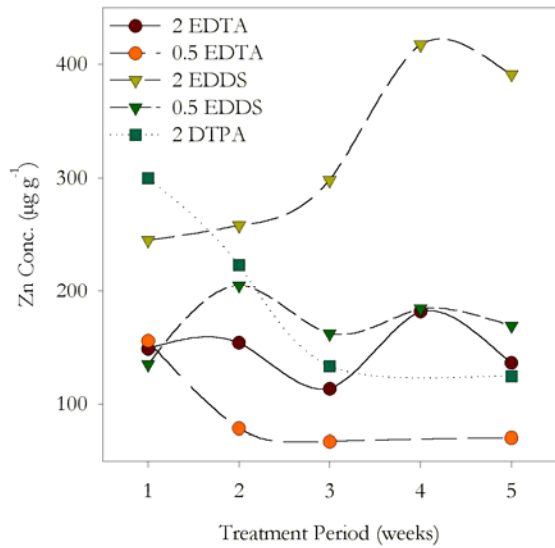 2 EDTA
0.5 EDTA
2 EDDS
0.5 EDDS
2 DTPA
400
300
200
100
Zn Conc. (µg g⁻¹)
1 2 3 4 5
Treatment Period (weeks)